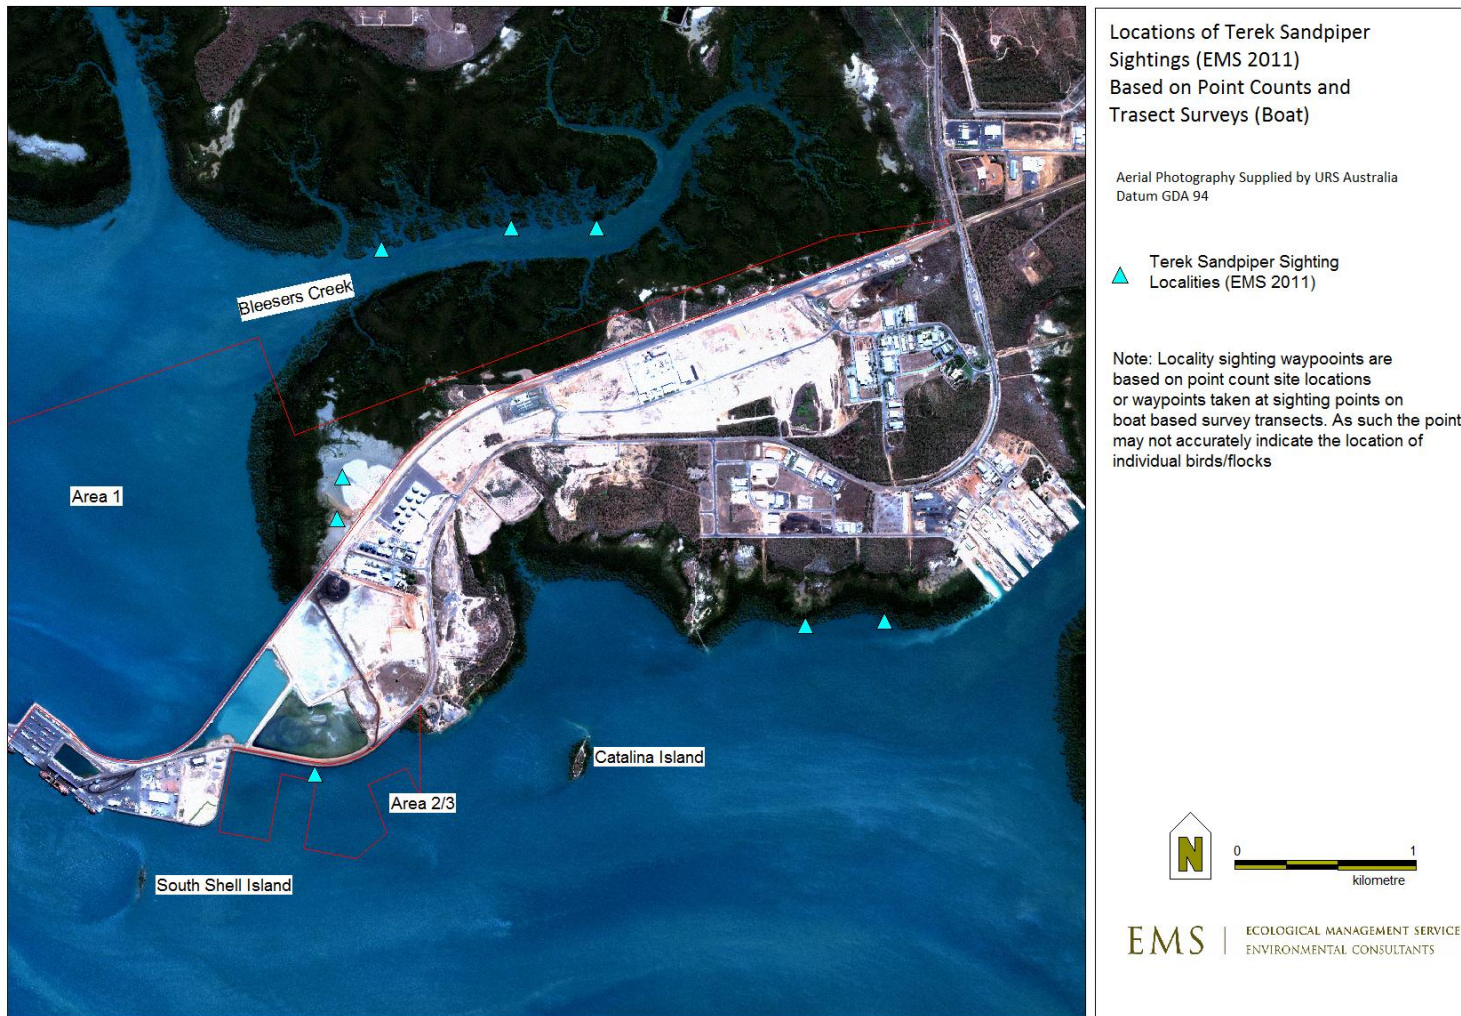 Locations of Terek Sandpiper
Sightings (EMS 2011)
Based on Point Counts and
Trasect Surveys (Boat)
Aerial Photography Supplied by URS Australia
Datum GDA 94
Terek Sandpiper Sighting
Localities (EMS 2011)
Note: Locality sighting waypooints are
based on point count site locations
or waypoints taken at sighting points on
boat based survey transects. As such the point
may not accurately indicate the location of
individual birds/flocks
Bleesers Creek
Area 1
Catalina Island
Area 2/3
South Shell Island
N
0 1
kilometre
EMS
ECOLOGICAL MANAGEMENT SERVICE
ENVIRONMENTAL CONSULTANTS